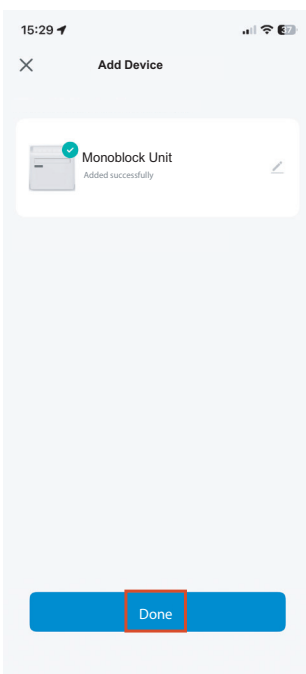 15:29
37
Add Device
Monoblock Unit
Added successfully
Done